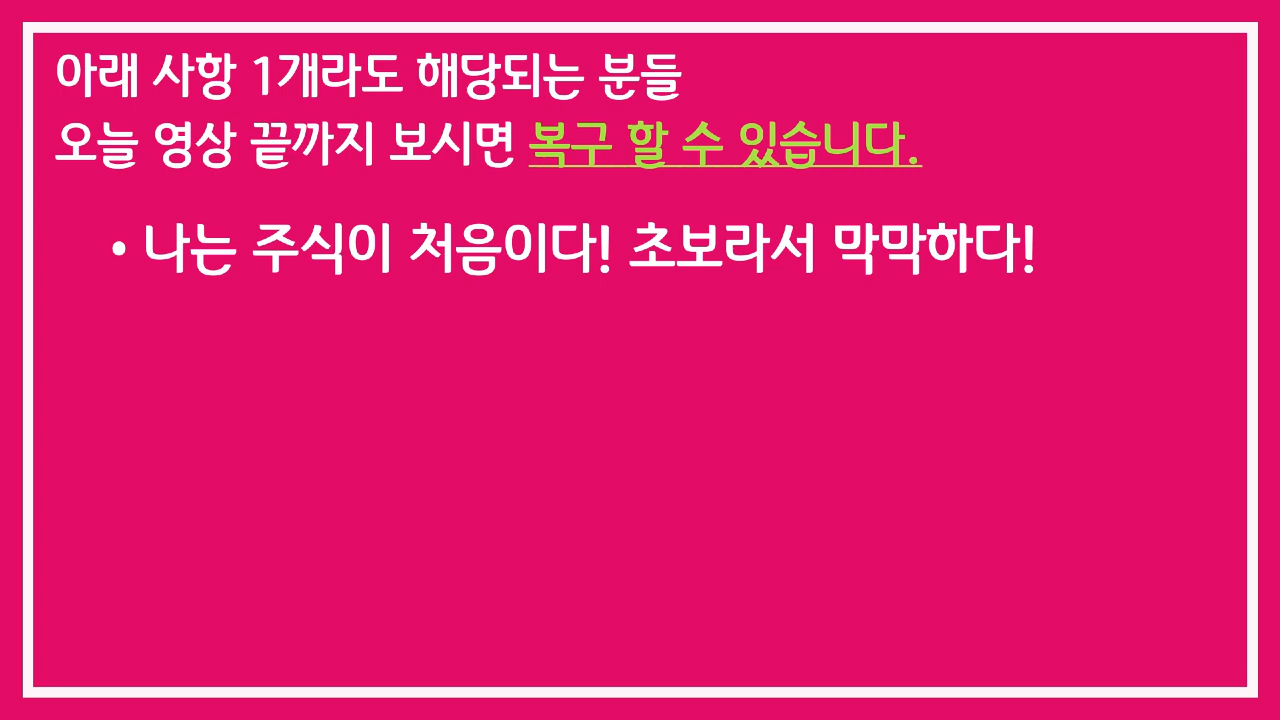 아래 사항 1개라도 해당되는 분들
오늘 영상 끝까지 보시면 복구 할 수 있습니다.
• 나는 주식이 처음이다! 초보라서 막막하다!